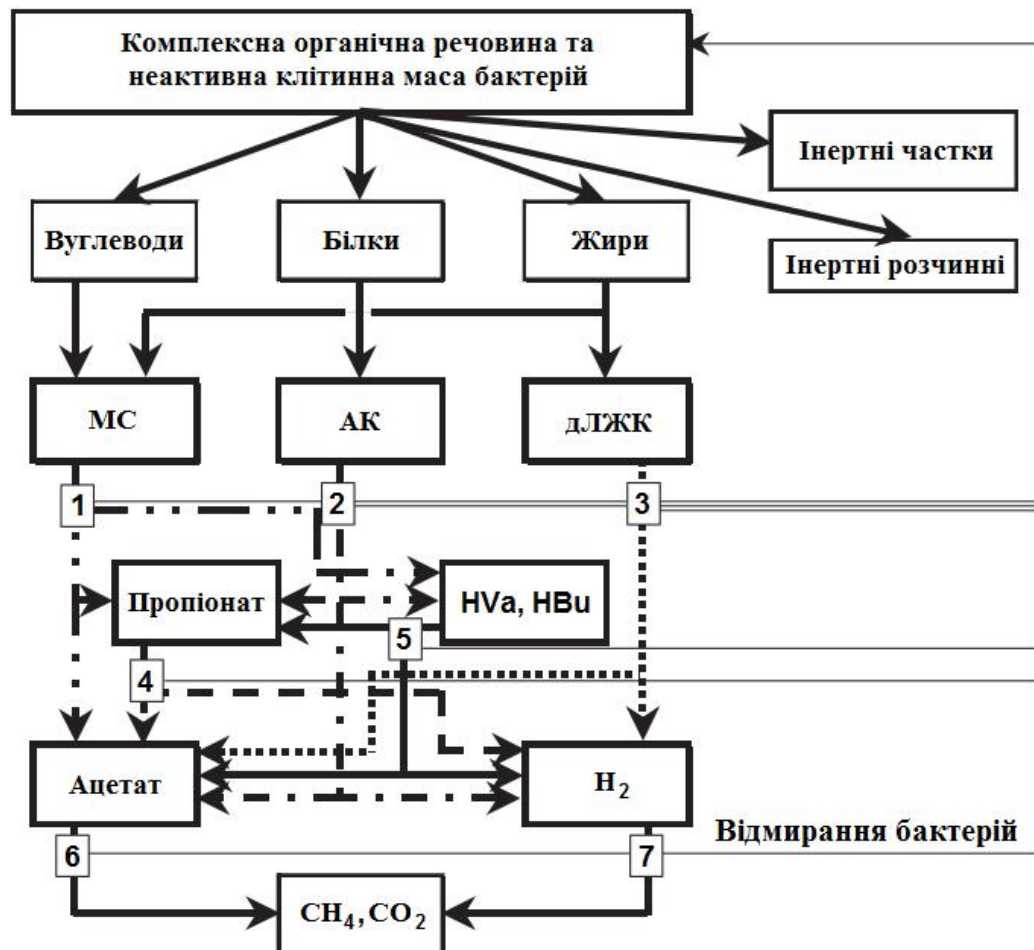 Комплексна органічна речовина та
неактивна клітинна маса бактерій
Інертні частки
Вуглеводи
Білки
Жири
Інертні розчинні
МС
АК
дЛЖК
1
2
3
Пропіонат
HVa, HBu
5
4
Ацетат
H₂
Відмирання бактерій
6
7
CH₄, CO₂